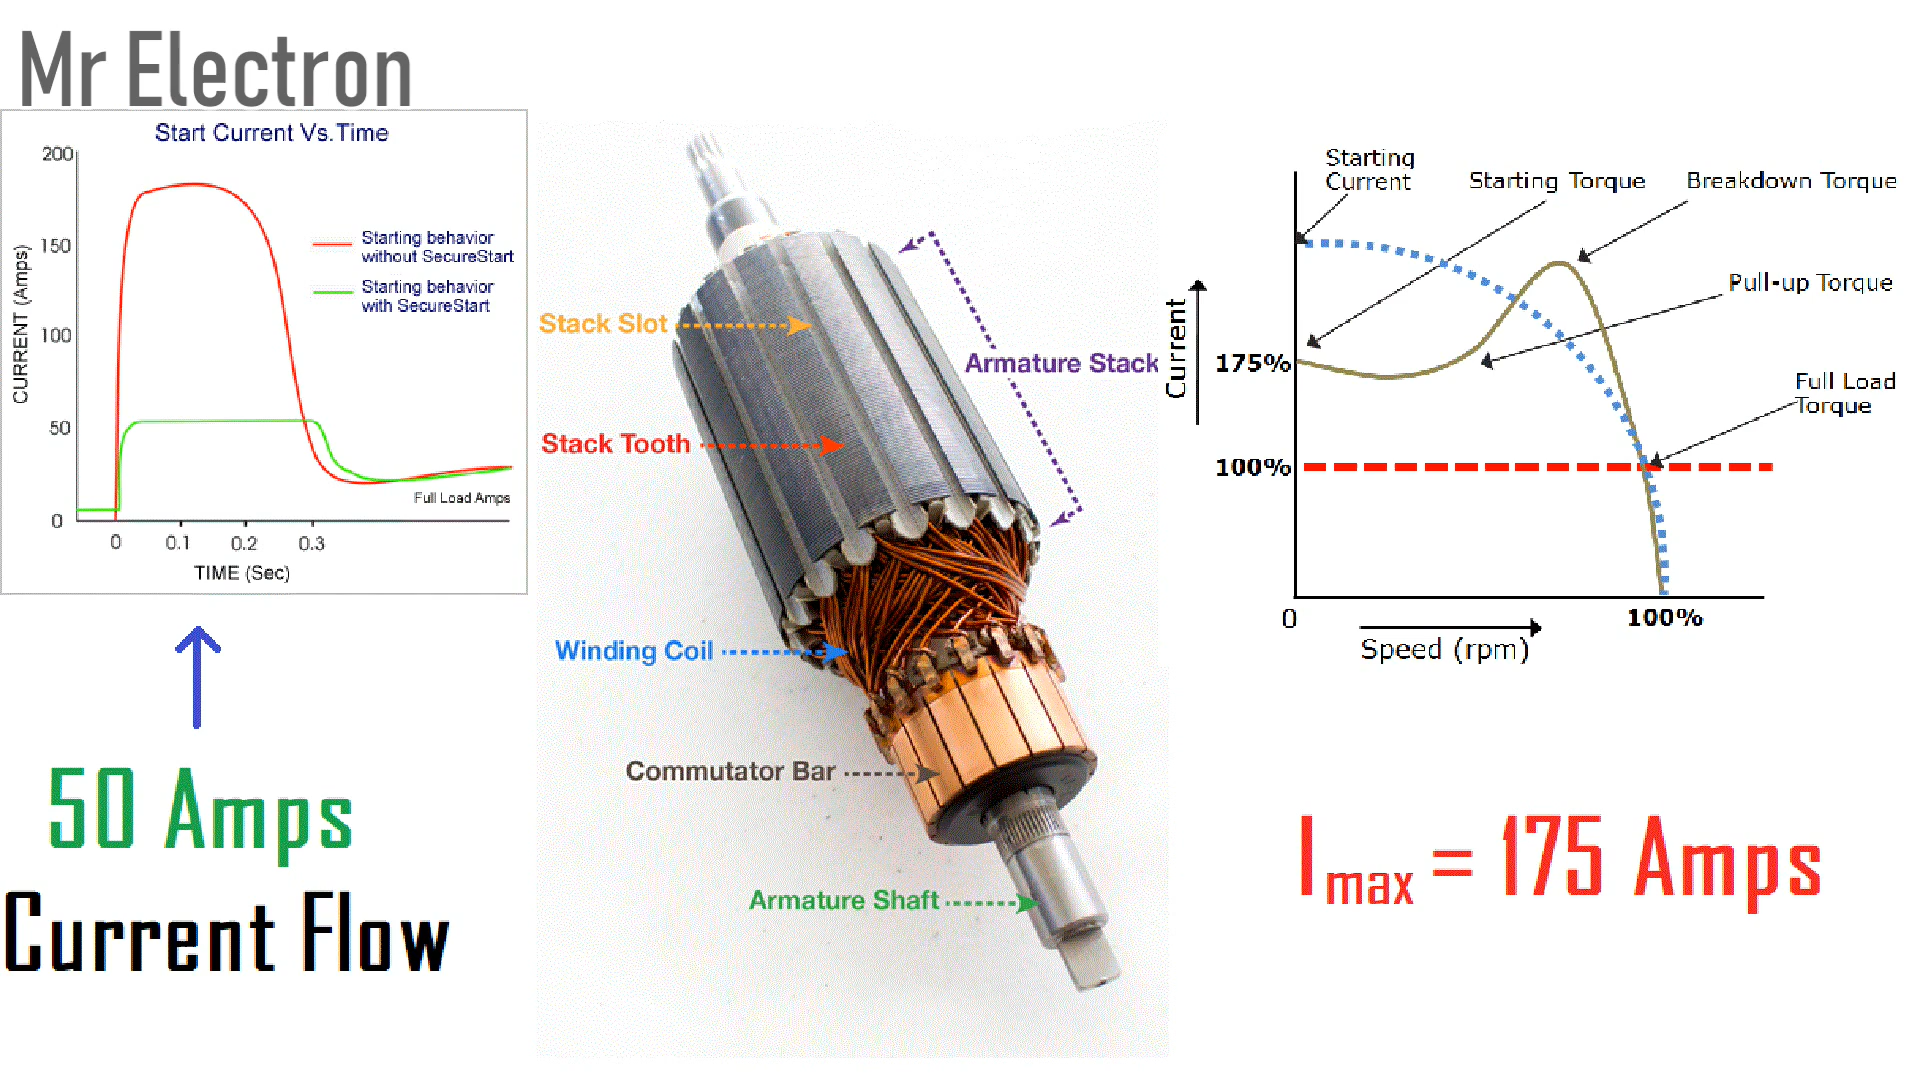 Mr Electron
Start Current Vs.Time
200
150
100
50
0
CURRENT (Amps)
Starting behavior
without SecureStart
Starting behavior
with SecureStart
Full Load Amps
0 0.1 0.2 0.3
TIME (Sec)
50 Amps
Current Flow
Stack Slot
Armature Stack
Stack Tooth
Winding Coil
Commutator Bar
Armature Shaft
Starting
Current
Starting Torque
Breakdown Torque
Pull-up Torque
Full Load
Torque
Current
175%
100%
0
100%
Speed (rpm)
Imax = 175 Amps